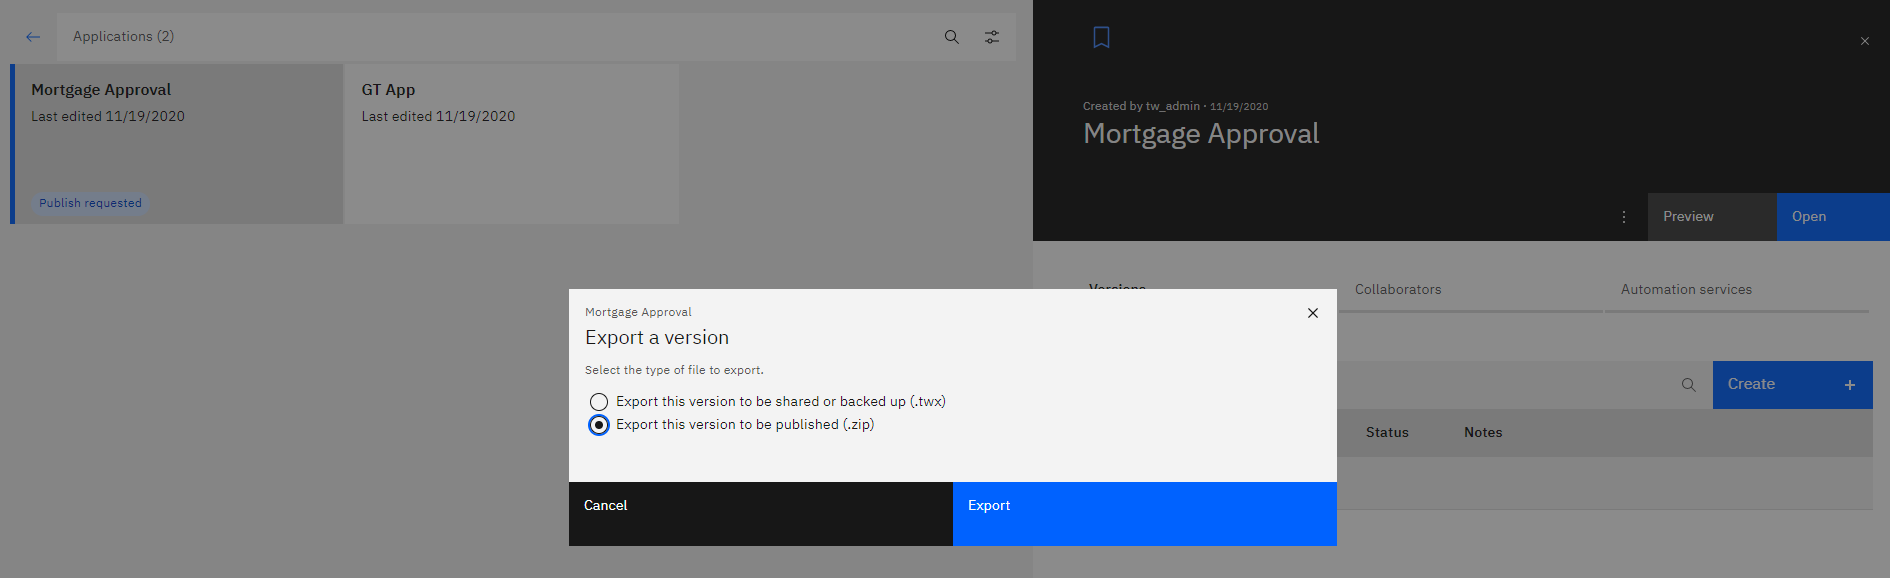 Applications (2)
Mortgage Approval
Last edited 11/19/2020
Publish requested
GT App
Last edited 11/19/2020
Created by tw_admin · 11/19/2020
Mortgage Approval
Preview
Open
Versions
Collaborators
Automation services
Create
Status
Notes
Mortgage Approval
Export a version
Select the type of file to export.
Export this version to be shared or backed up (.twx)
Export this version to be published (.zip)
Cancel
Export